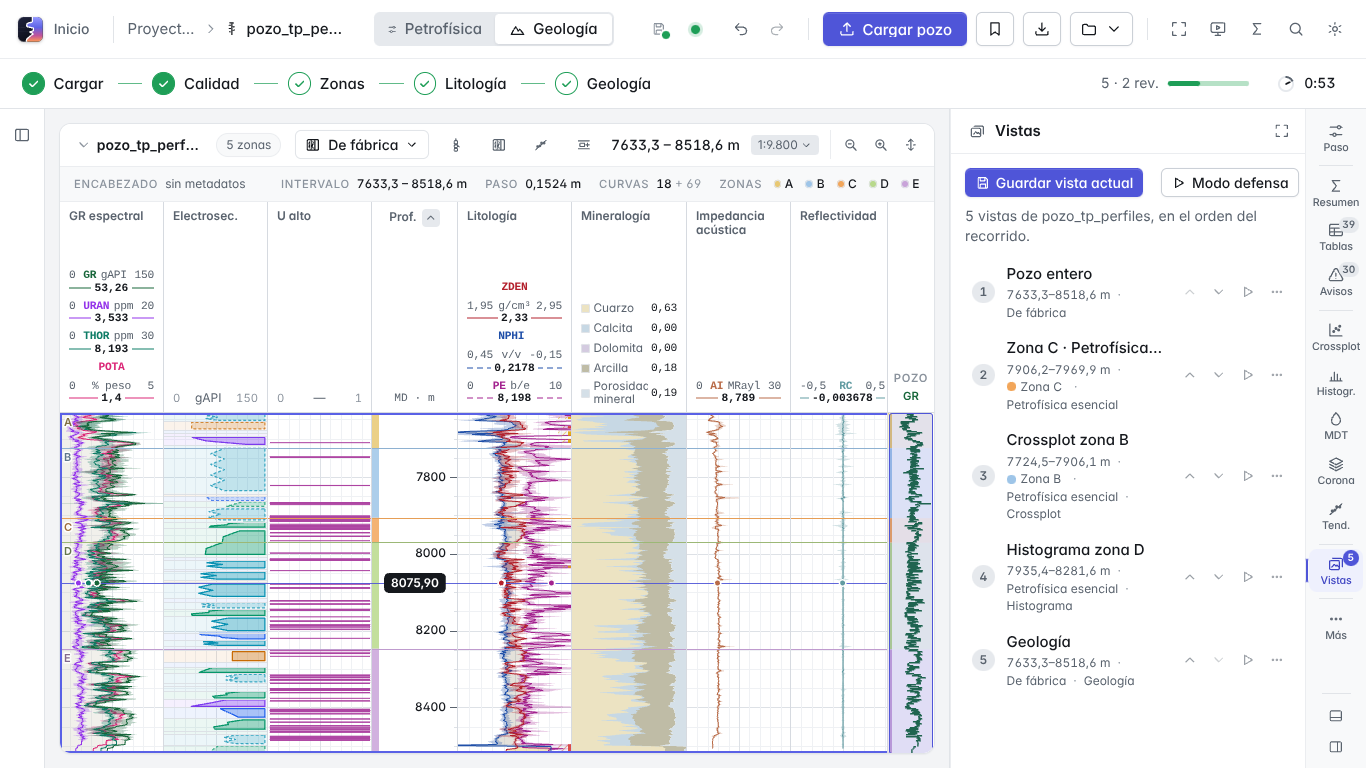 Inicio
Proyect...
pozo_tp_pe...
Petrofísica
Geología
Cargar pozo
Cargar
Calidad
Zonas
Litología
Geología
5 · 2 rev.
0:53
pozo_tp_perf...
5 zonas
De fábrica
7633,3 – 8518,6 m
1:9.800
ENCABEZADO sin metadatos
INTERVALO 7633,3 – 8518,6 m
PASO 0,1524 m
CURVAS 18 + 69
ZONAS A B C D E
GR espectral
0 GR gAPI 150
53,26
0 URAN ppm 20
3,533
0 THOR ppm 30
8,193
POTA
0 % peso 5
1,4
Electrosec.
0 gAPI 150
U alto
0 — 1
Prof.
MD · m
Litología
ZDEN
1,95 g/cm³ 2,95
2,33
NPHI
0,45 v/v -0,15
0,2178
0 PE b/e 10
8,198
Mineralogía
Cuarzo 0,63
Calcita 0,00
Dolomita 0,00
Arcilla 0,18
Porosidad
mineral 0,19
Impedancia
acústica
0 AI MRayl 30
8,789
Reflectividad
-0,5 RC 0,5
-0,003678
POZO
GR
A
B
C
D
E
7800
8000
8075,90
8200
8400
Vistas
Guardar vista actual
Modo defensa
5 vistas de pozo_tp_perfiles, en el orden del
recorrido.
1
Pozo entero
7633,3–8518,6 m ·
De fábrica
2
Zona C · Petrofísica...
7906,2–7969,9 m ·
Zona C ·
Petrofísica esencial
3
Crossplot zona B
7724,5–7906,1 m ·
Zona B ·
Petrofísica esencial ·
Crossplot
4
Histograma zona D
7935,4–8281,6 m ·
Petrofísica esencial ·
Histograma
5
Geología
7633,3–8518,6 m ·
De fábrica · Geología
Paso
Resumen
39
Tablas
30
Avisos
Crossplot
Histogr.
MDT
Corona
Tend.
5
Vistas
Más